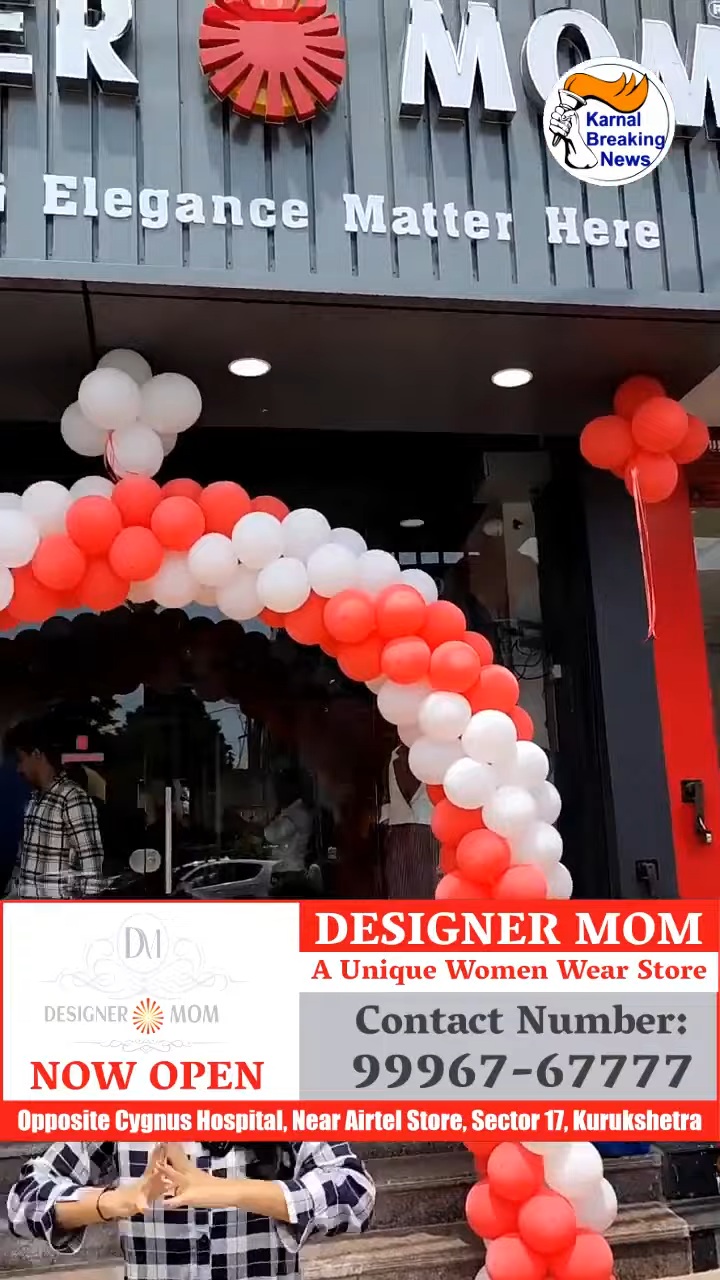 ER MOM
Karnal
Breaking
News
Elegance Matter Here
DM
DESIGNER MOM
NOW OPEN
DESIGNER MOM
A Unique Women Wear Store
Contact Number:
99967-67777
Opposite Cygnus Hospital, Near Airtel Store, Sector 17, Kurukshetra